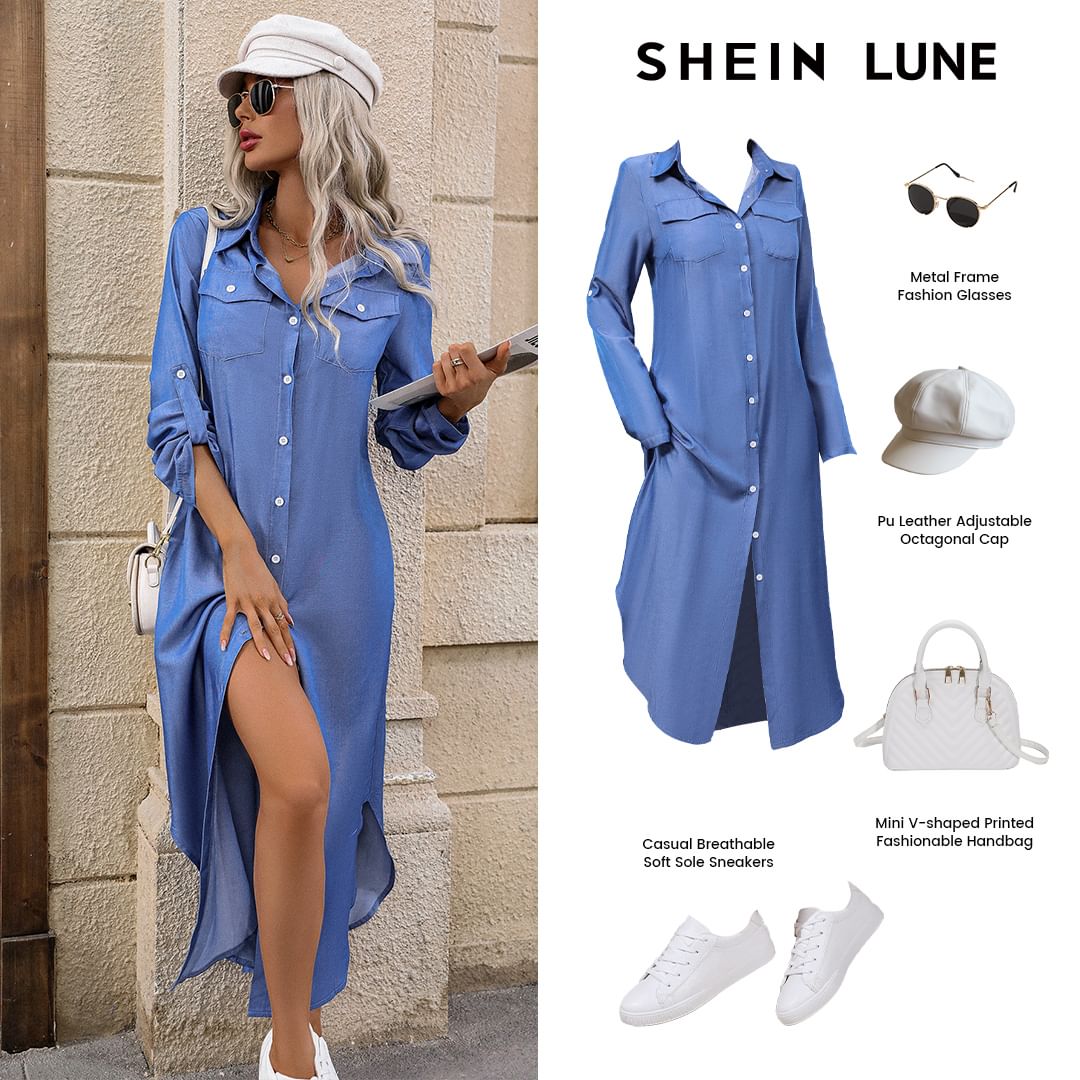 SHEIN LUNE
Metal Frame
Fashion Glasses
Pu Leather Adjustable
Octagonal Cap
Mini V-shaped Printed
Fashionable Handbag
Casual Breathable
Soft Sole Sneakers